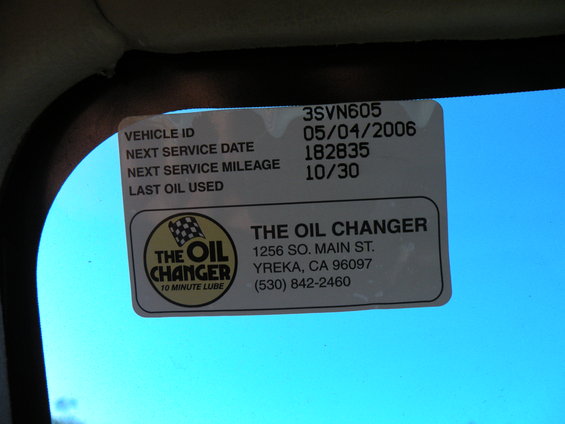 VEHICLE ID 3SVN605
NEXT SERVICE DATE 05/04/2006
NEXT SERVICE MILEAGE 182835
LAST OIL USED 10/30
THE OIL
CHANGER
10 MINUTE LUBE
THE OIL CHANGER
1256 SO. MAIN ST.
YREKA, CA 96097
(530) 842-2460